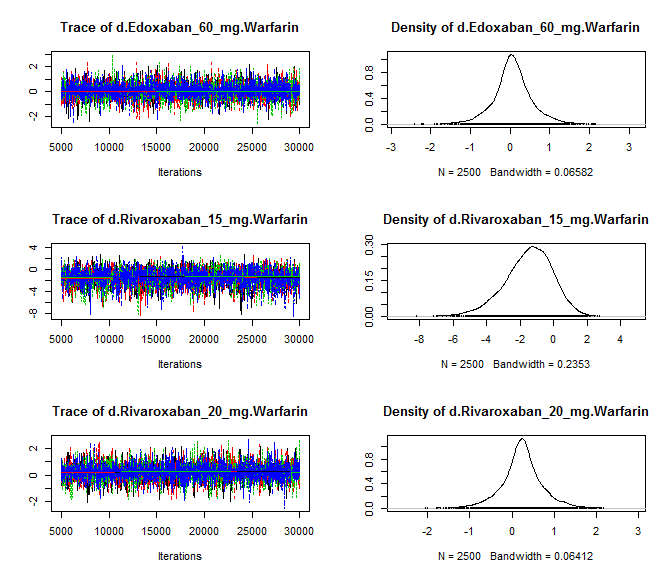 Trace of d.Edoxaban_60_mg.Warfarin
2
0
-2
5000 10000 15000 20000 25000 30000
Iterations
Density of d.Edoxaban_60_mg.Warfarin
0.8
0.4
0.0
-3 -2 -1 0 1 2 3
N = 2500 Bandwidth = 0.06582
Trace of d.Rivaroxaban_15_mg.Warfarin
4
0
-4
-8
5000 10000 15000 20000 25000 30000
Iterations
Density of d.Rivaroxaban_15_mg.Warfarin
0.30
0.15
0.00
-8 -6 -4 -2 0 2 4
N = 2500 Bandwidth = 0.2353
Trace of d.Rivaroxaban_20_mg.Warfarin
2
0
-2
5000 10000 15000 20000 25000 30000
Iterations
Density of d.Rivaroxaban_20_mg.Warfarin
0.8
0.4
0.0
-2 -1 0 1 2 3
N = 2500 Bandwidth = 0.06412